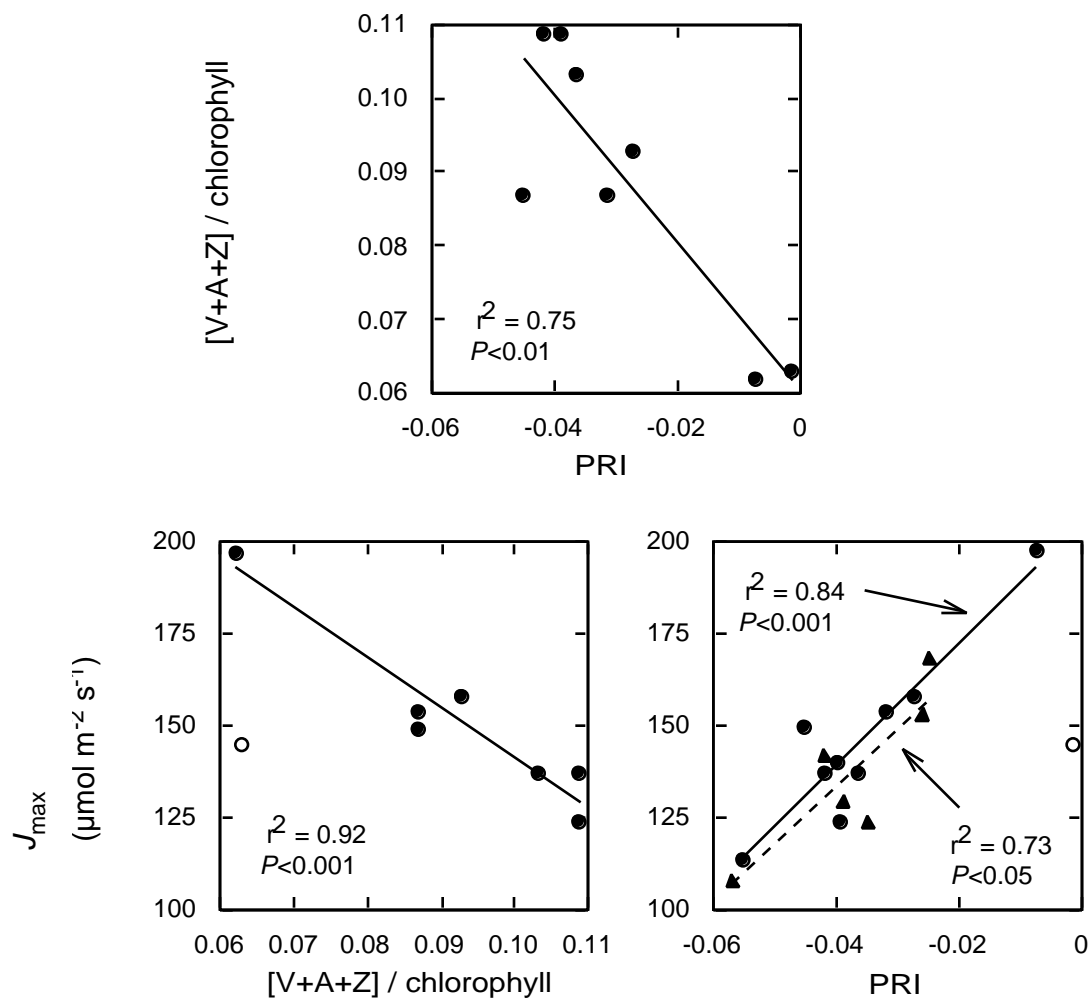 [V+A+Z] / chlorophyll
0.11
0.10
0.09
0.08
0.07
0.06
r2 = 0.75
P<0.01
-0.06 -0.04 -0.02 0
PRI
Jmax
(µmol m-2 s-1)
200
175
150
125
100
r2 = 0.92
P<0.001
0.06 0.07 0.08 0.09 0.10 0.11
[V+A+Z] / chlorophyll
200
175
150
125
100
r2 = 0.84
P<0.001
r2 = 0.73
P<0.05
-0.06 -0.04 -0.02 0
PRI